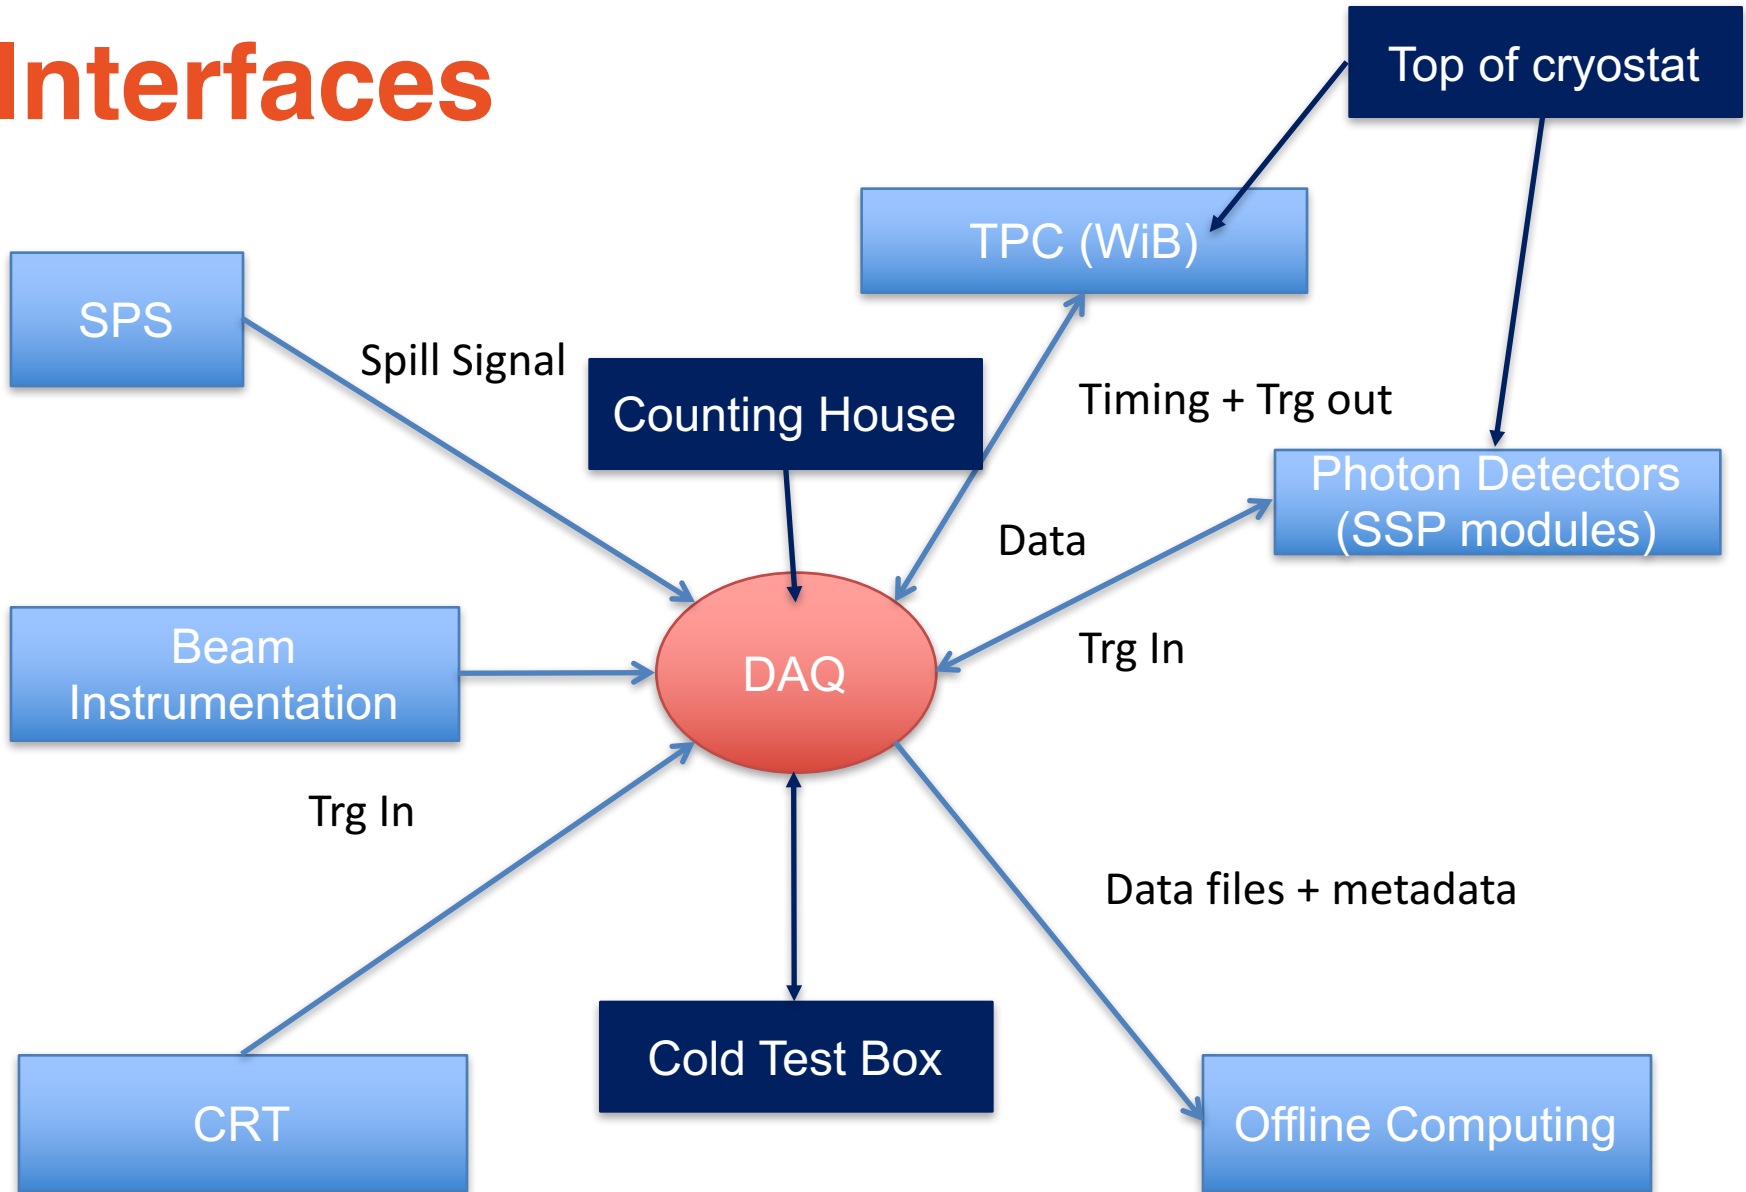 Interfaces
Top of cryostat
TPC (WiB)
SPS
Spill Signal
Counting House
Timing + Trg out
Photon Detectors
(SSP modules)
Data
Beam
Instrumentation
DAQ
Trg In
Trg In
Data files + metadata
Cold Test Box
CRT
Offline Computing